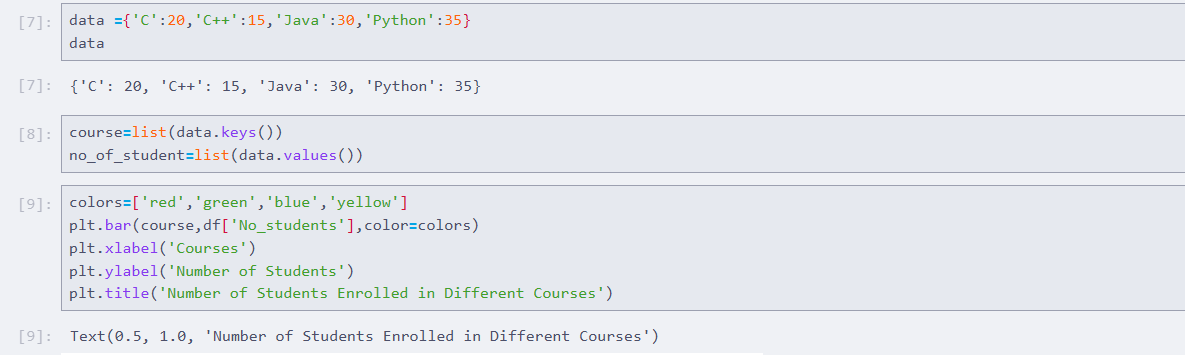 [7]: data ={'C':20,'C++':15,'Java':30,'Python':35}
data
[7]: {'C': 20, 'C++': 15, 'Java': 30, 'Python': 35}
[8]: course=list(data.keys())
no_of_student=list(data.values())
[9]: colors=['red','green','blue','yellow']
plt.bar(course,df['No_students'],color=colors)
plt.xlabel('Courses')
plt.ylabel('Number of Students')
plt.title('Number of Students Enrolled in Different Courses')
[9]: Text(0.5, 1.0, 'Number of Students Enrolled in Different Courses')